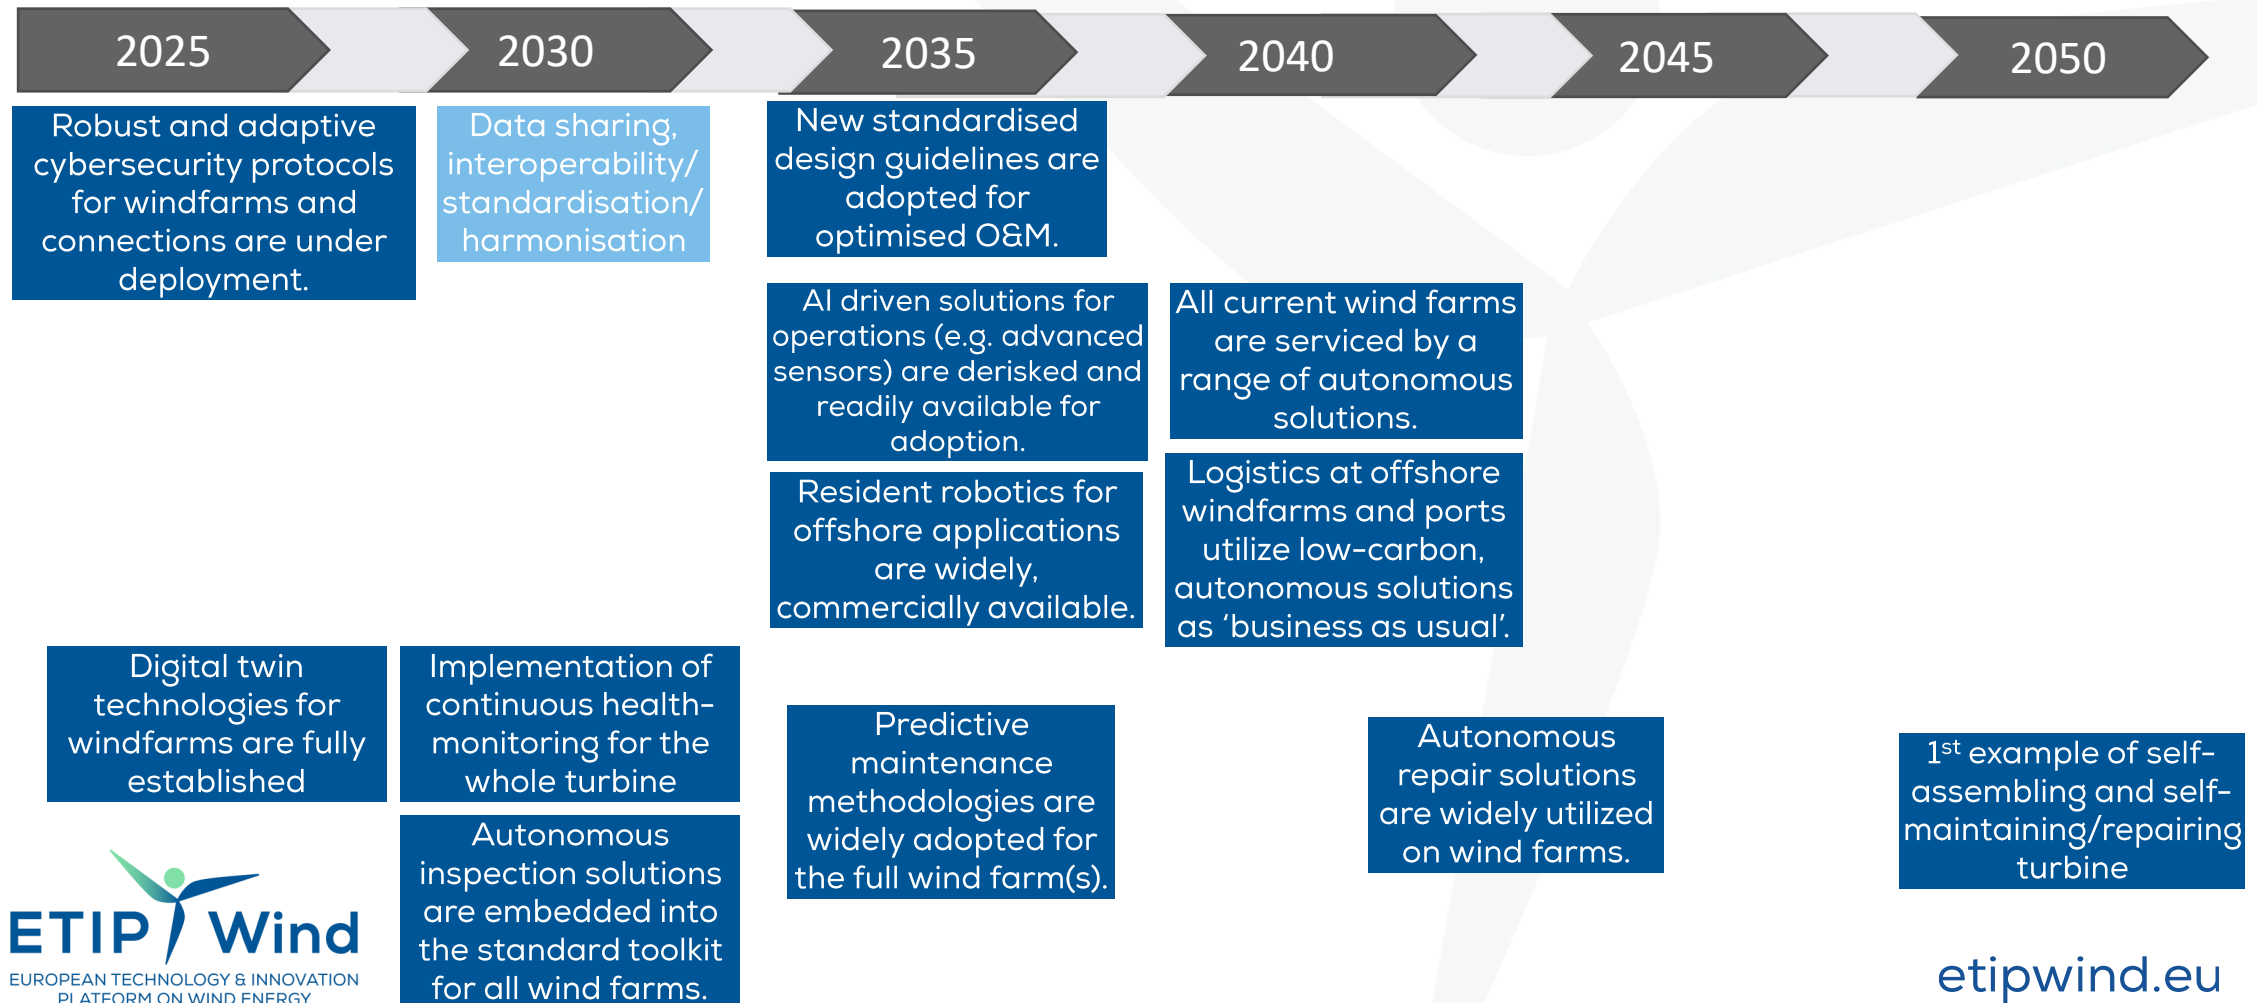 2025
2030
2035
2040
2045
2050
Robust and adaptive
cybersecurity protocols
for windfarms and
connections are under
deployment.
Data sharing,
interoperability/
standardisation/
harmonisation
New standardised
design guidelines are
adopted for
optimised O&M.
AI driven solutions for
operations (e.g. advanced
sensors) are derisked and
readily available for
adoption.
All current wind farms
are serviced by a
range of autonomous
solutions.
Resident robotics for
offshore applications
are widely,
commercially available.
Logistics at offshore
windfarms and ports
utilize low-carbon,
autonomous solutions
as ‘business as usual’.
Digital twin
technologies for
windfarms are fully
established
Implementation of
continuous health-
monitoring for the
whole turbine
Predictive
maintenance
methodologies are
widely adopted for
the full wind farm(s).
Autonomous
repair solutions
are widely utilized
on wind farms.
1st example of self-
assembling and self-
maintaining/repairing
turbine
Autonomous
inspection solutions
are embedded into
the standard toolkit
for all wind farms.
ETIP Wind
EUROPEAN TECHNOLOGY & INNOVATION
PLATFORM ON WIND ENERGY
etipwind.eu